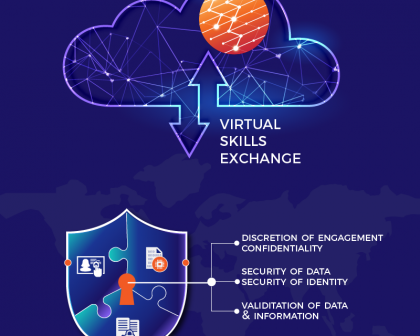 VIRTUAL
SKILLS
EXCHANGE
DISCRETION OF ENGAGEMENT
CONFIDENTIALITY
SECURITY OF DATA
SECURITY OF IDENTITY
VALIDITATION OF DATA
& INFORMATION